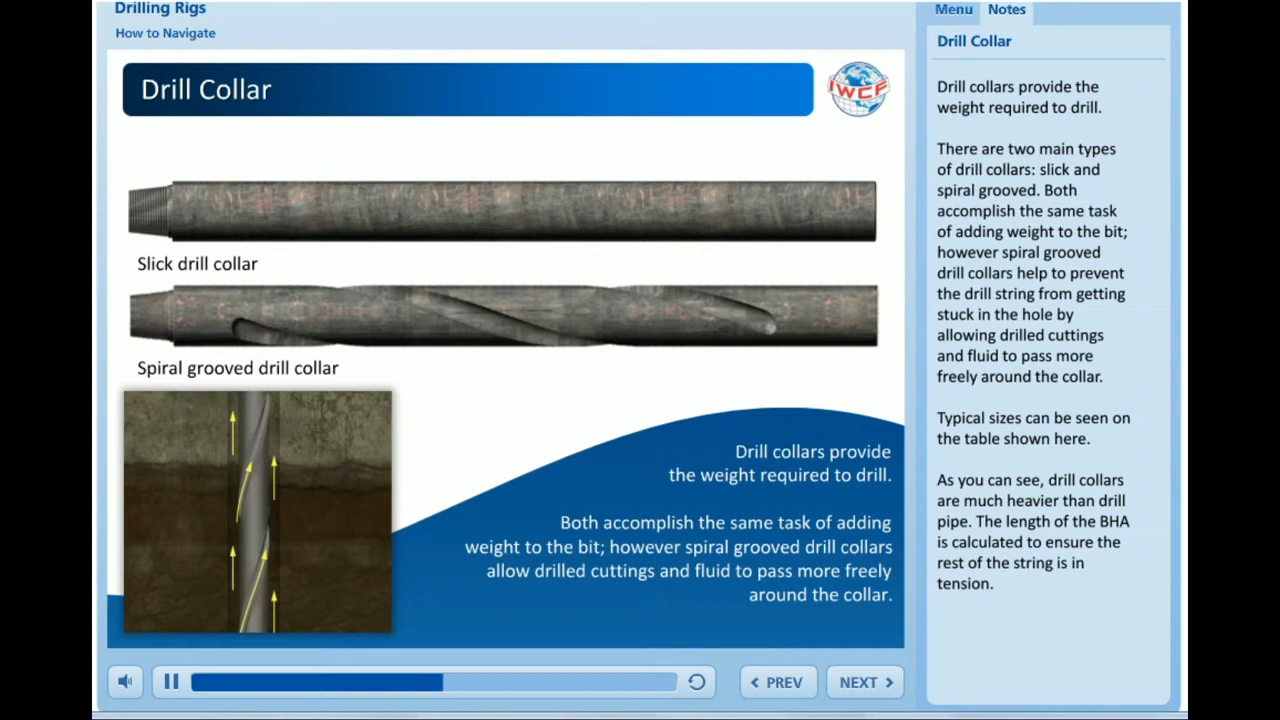 Drilling Rigs
How to Navigate
Menu
Notes
Drill Collar
IWCF
Slick drill collar
Spiral grooved drill collar
Drill collars provide
the weight required to drill.
Both accomplish the same task of adding
weight to the bit; however spiral grooved drill collars
allow drilled cuttings and fluid to pass more freely
around the collar.
PREV
NEXT
Drill Collar
Drill collars provide the
weight required to drill.
There are two main types
of drill collars: slick and
spiral grooved. Both
accomplish the same task
of adding weight to the bit;
however spiral grooved
drill collars help to prevent
the drill string from getting
stuck in the hole by
allowing drilled cuttings
and fluid to pass more
freely around the collar.
Typical sizes can be seen on
the table shown here.
As you can see, drill collars
are much heavier than drill
pipe. The length of the BHA
is calculated to ensure the
rest of the string is in
tension.